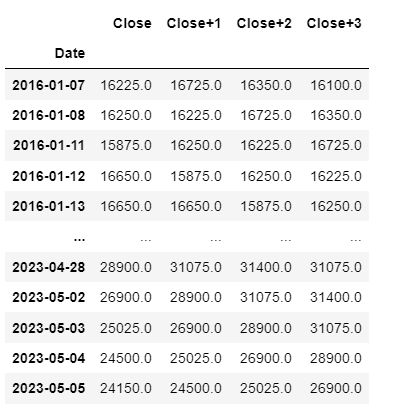 Close Close+1 Close+2 Close+3
Date
2016-01-07 16225.0 16725.0 16350.0 16100.0
2016-01-08 16250.0 16225.0 16725.0 16350.0
2016-01-11 15875.0 16250.0 16225.0 16725.0
2016-01-12 16650.0 15875.0 16250.0 16225.0
2016-01-13 16650.0 16650.0 15875.0 16250.0
... ... ... ... ...
2023-04-28 28900.0 31075.0 31400.0 31075.0
2023-05-02 26900.0 28900.0 31075.0 31400.0
2023-05-03 25025.0 26900.0 28900.0 31075.0
2023-05-04 24500.0 25025.0 26900.0 28900.0
2023-05-05 24150.0 24500.0 25025.0 26900.0